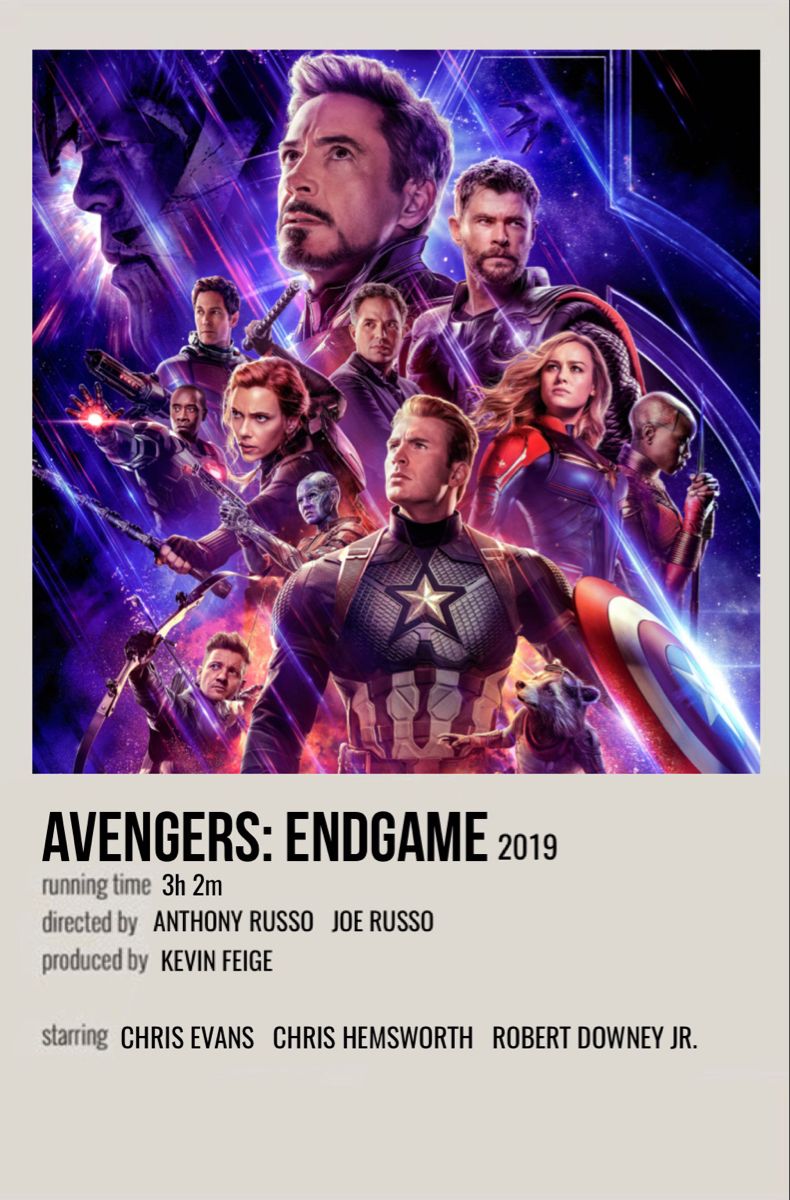 AVENGERS: ENDGAME 2019
running time 3h 2m
directed by ANTHONY RUSSO JOE RUSSO
produced by KEVIN FEIGE
starring CHRIS EVANS CHRIS HEMSWORTH ROBERT DOWNEY JR.